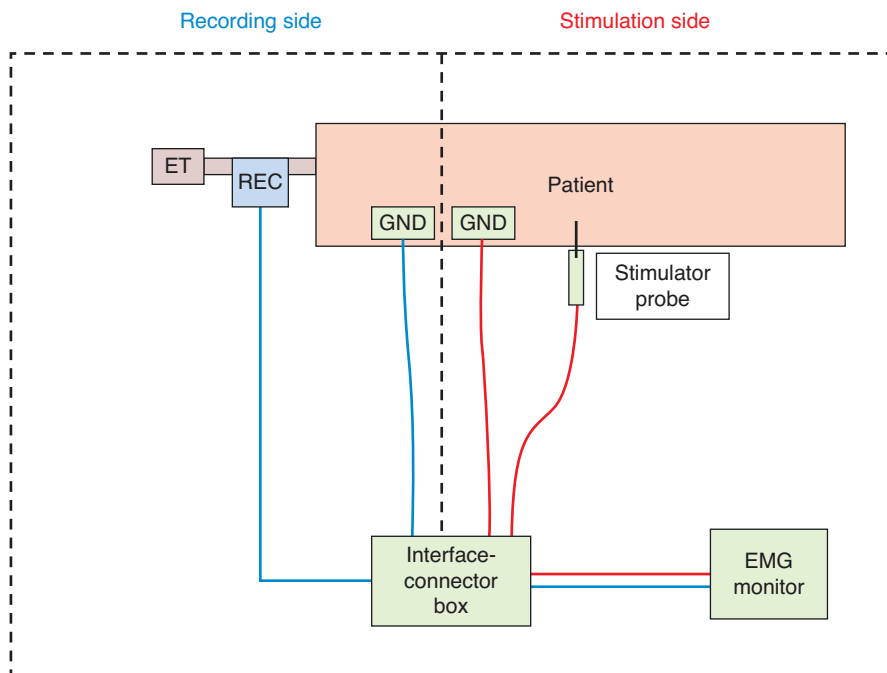 Recording side
Stimulation side
ET
REC
Patient
GND
GND
Stimulator
probe
Interface-
connector
box
EMG
monitor